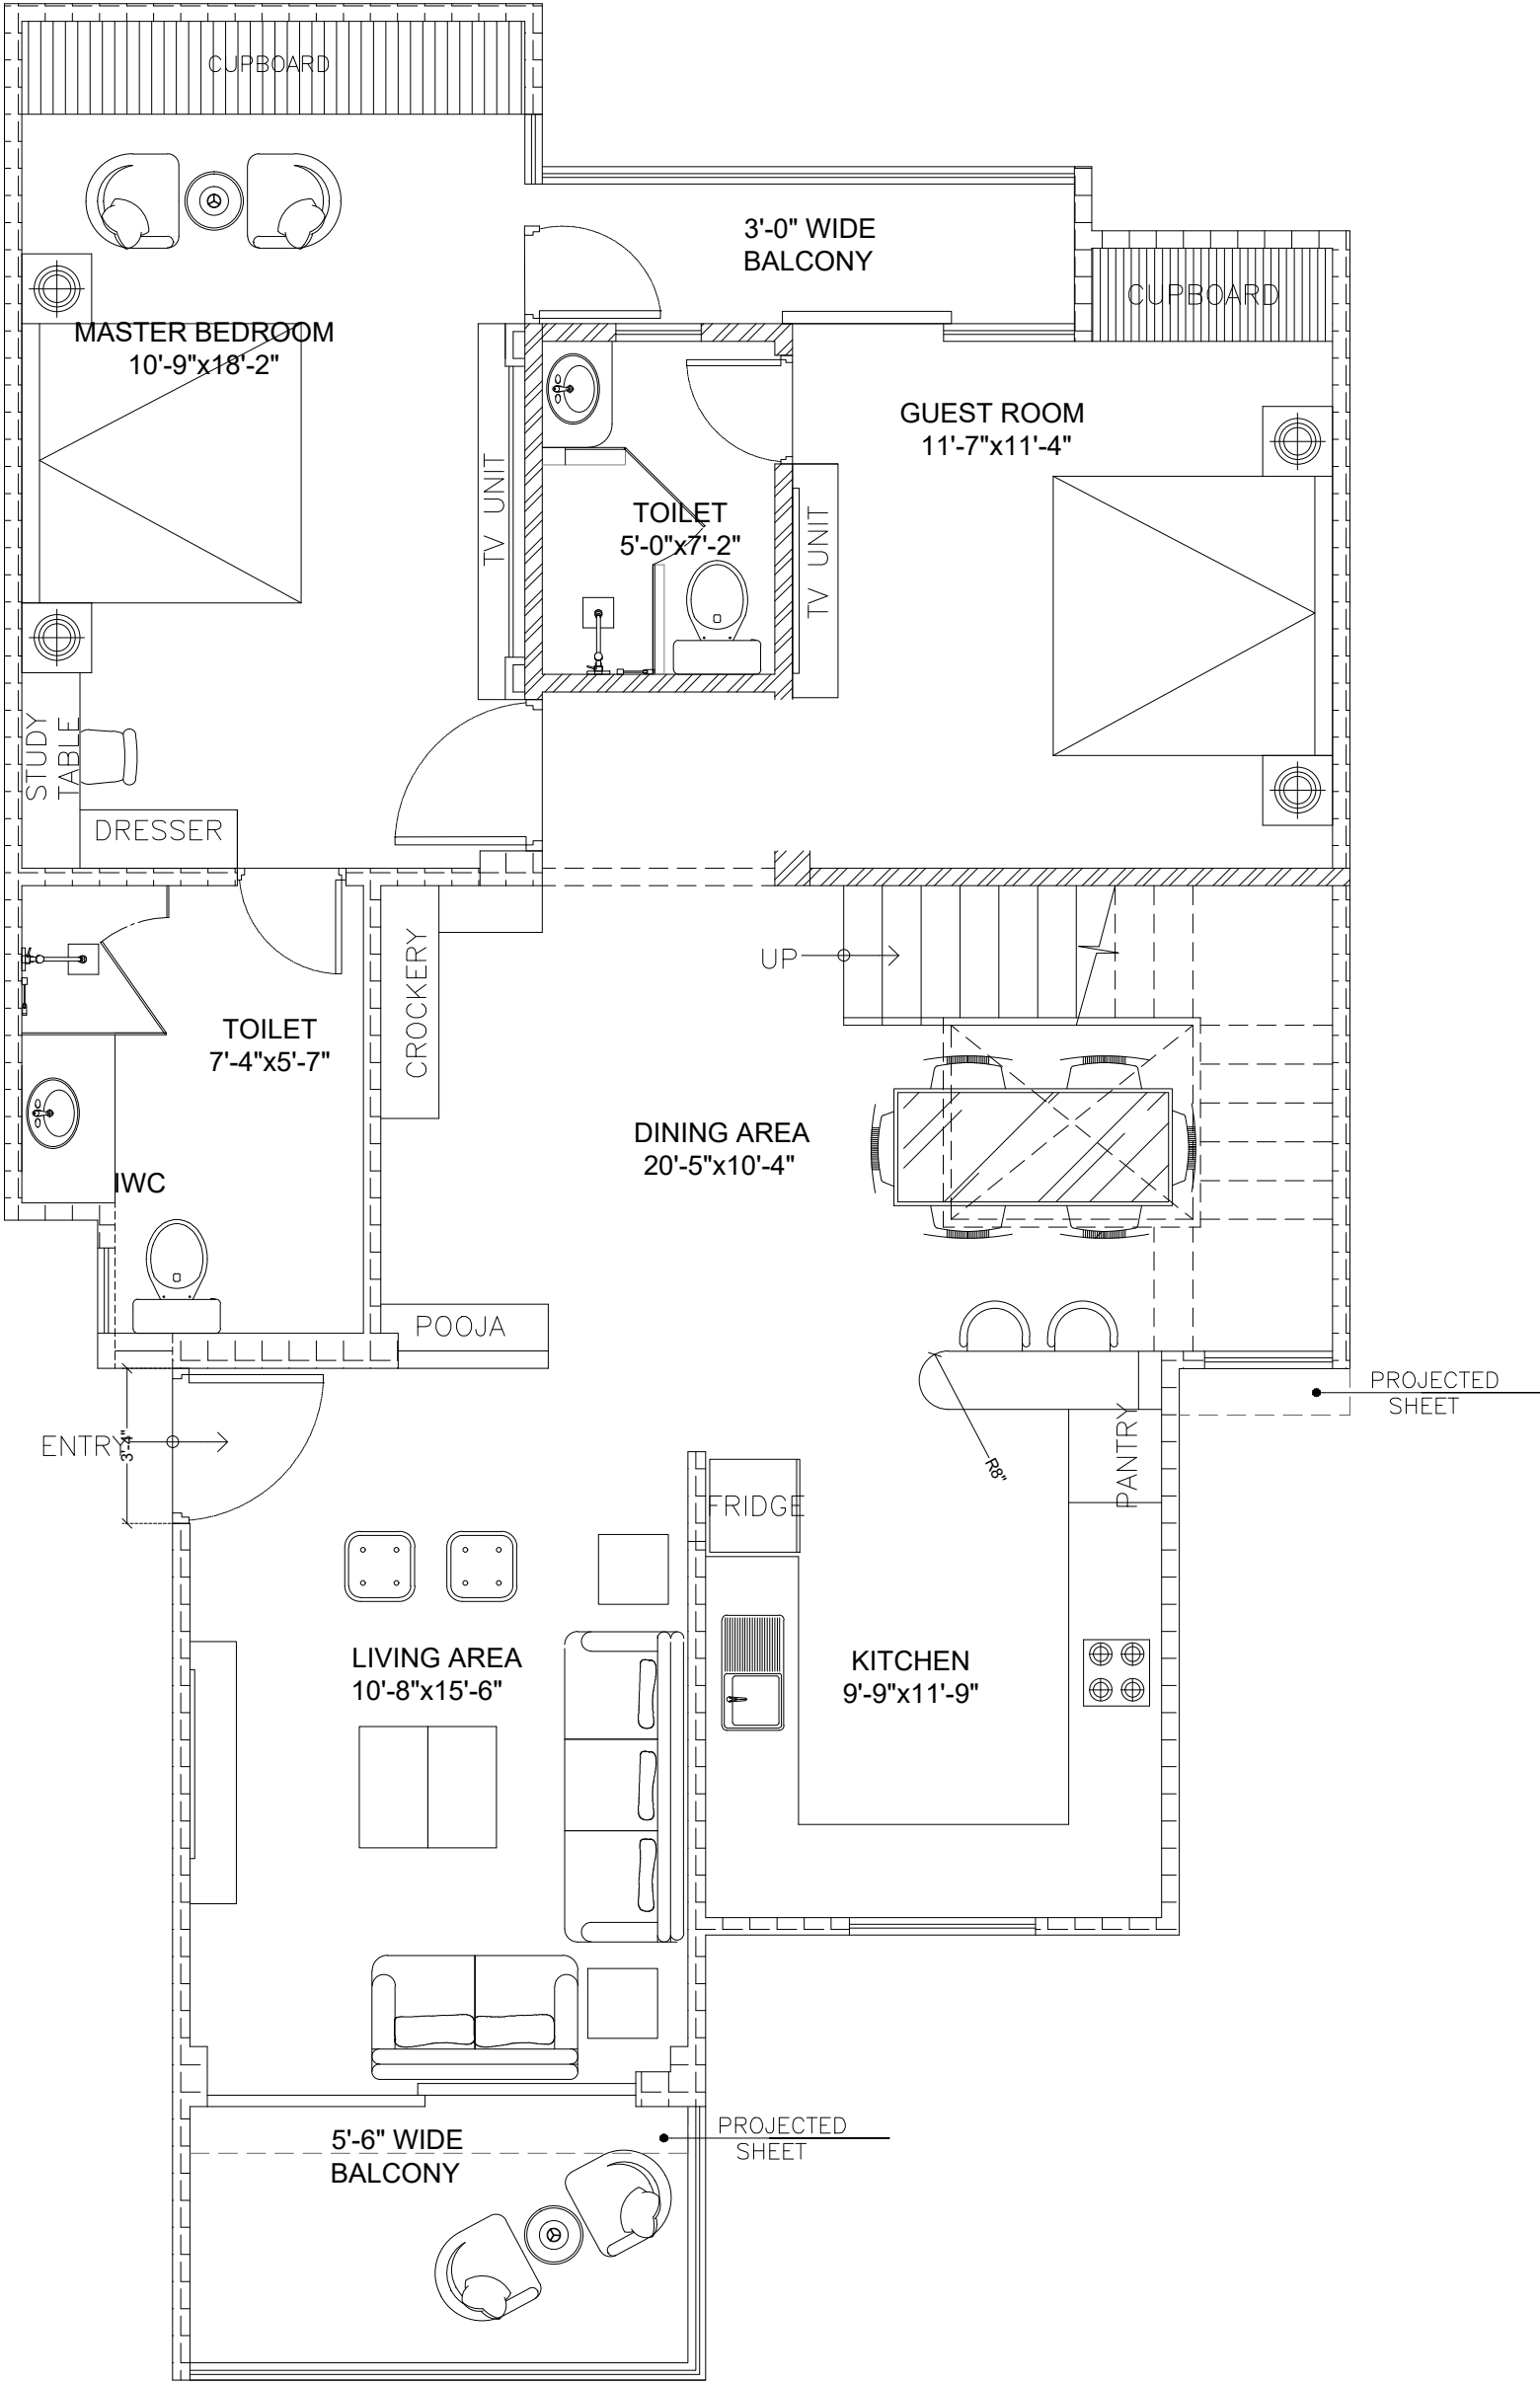 CUPBOARD
3'-0" WIDE
BALCONY
CUPBOARD
MASTER BEDROOM
10'-9"x18'-2"
GUEST ROOM
11'-7"x11'-4"
TV UNIT
TOILET
5'-0"x7'-2"
TV UNIT
STUDY
TABLE
DRESSER
CROCKERY
UP
TOILET
7'-4"x5'-7"
DINING AREA
20'-5"x10'-4"
IWC
POOJA
PROJECTED
SHEET
ENTRY
3'-4"
PANTRY
R8"
FRIDGE
LIVING AREA
10'-8"x15'-6"
KITCHEN
9'-9"x11'-9"
PROJECTED
SHEET
5'-6" WIDE
BALCONY